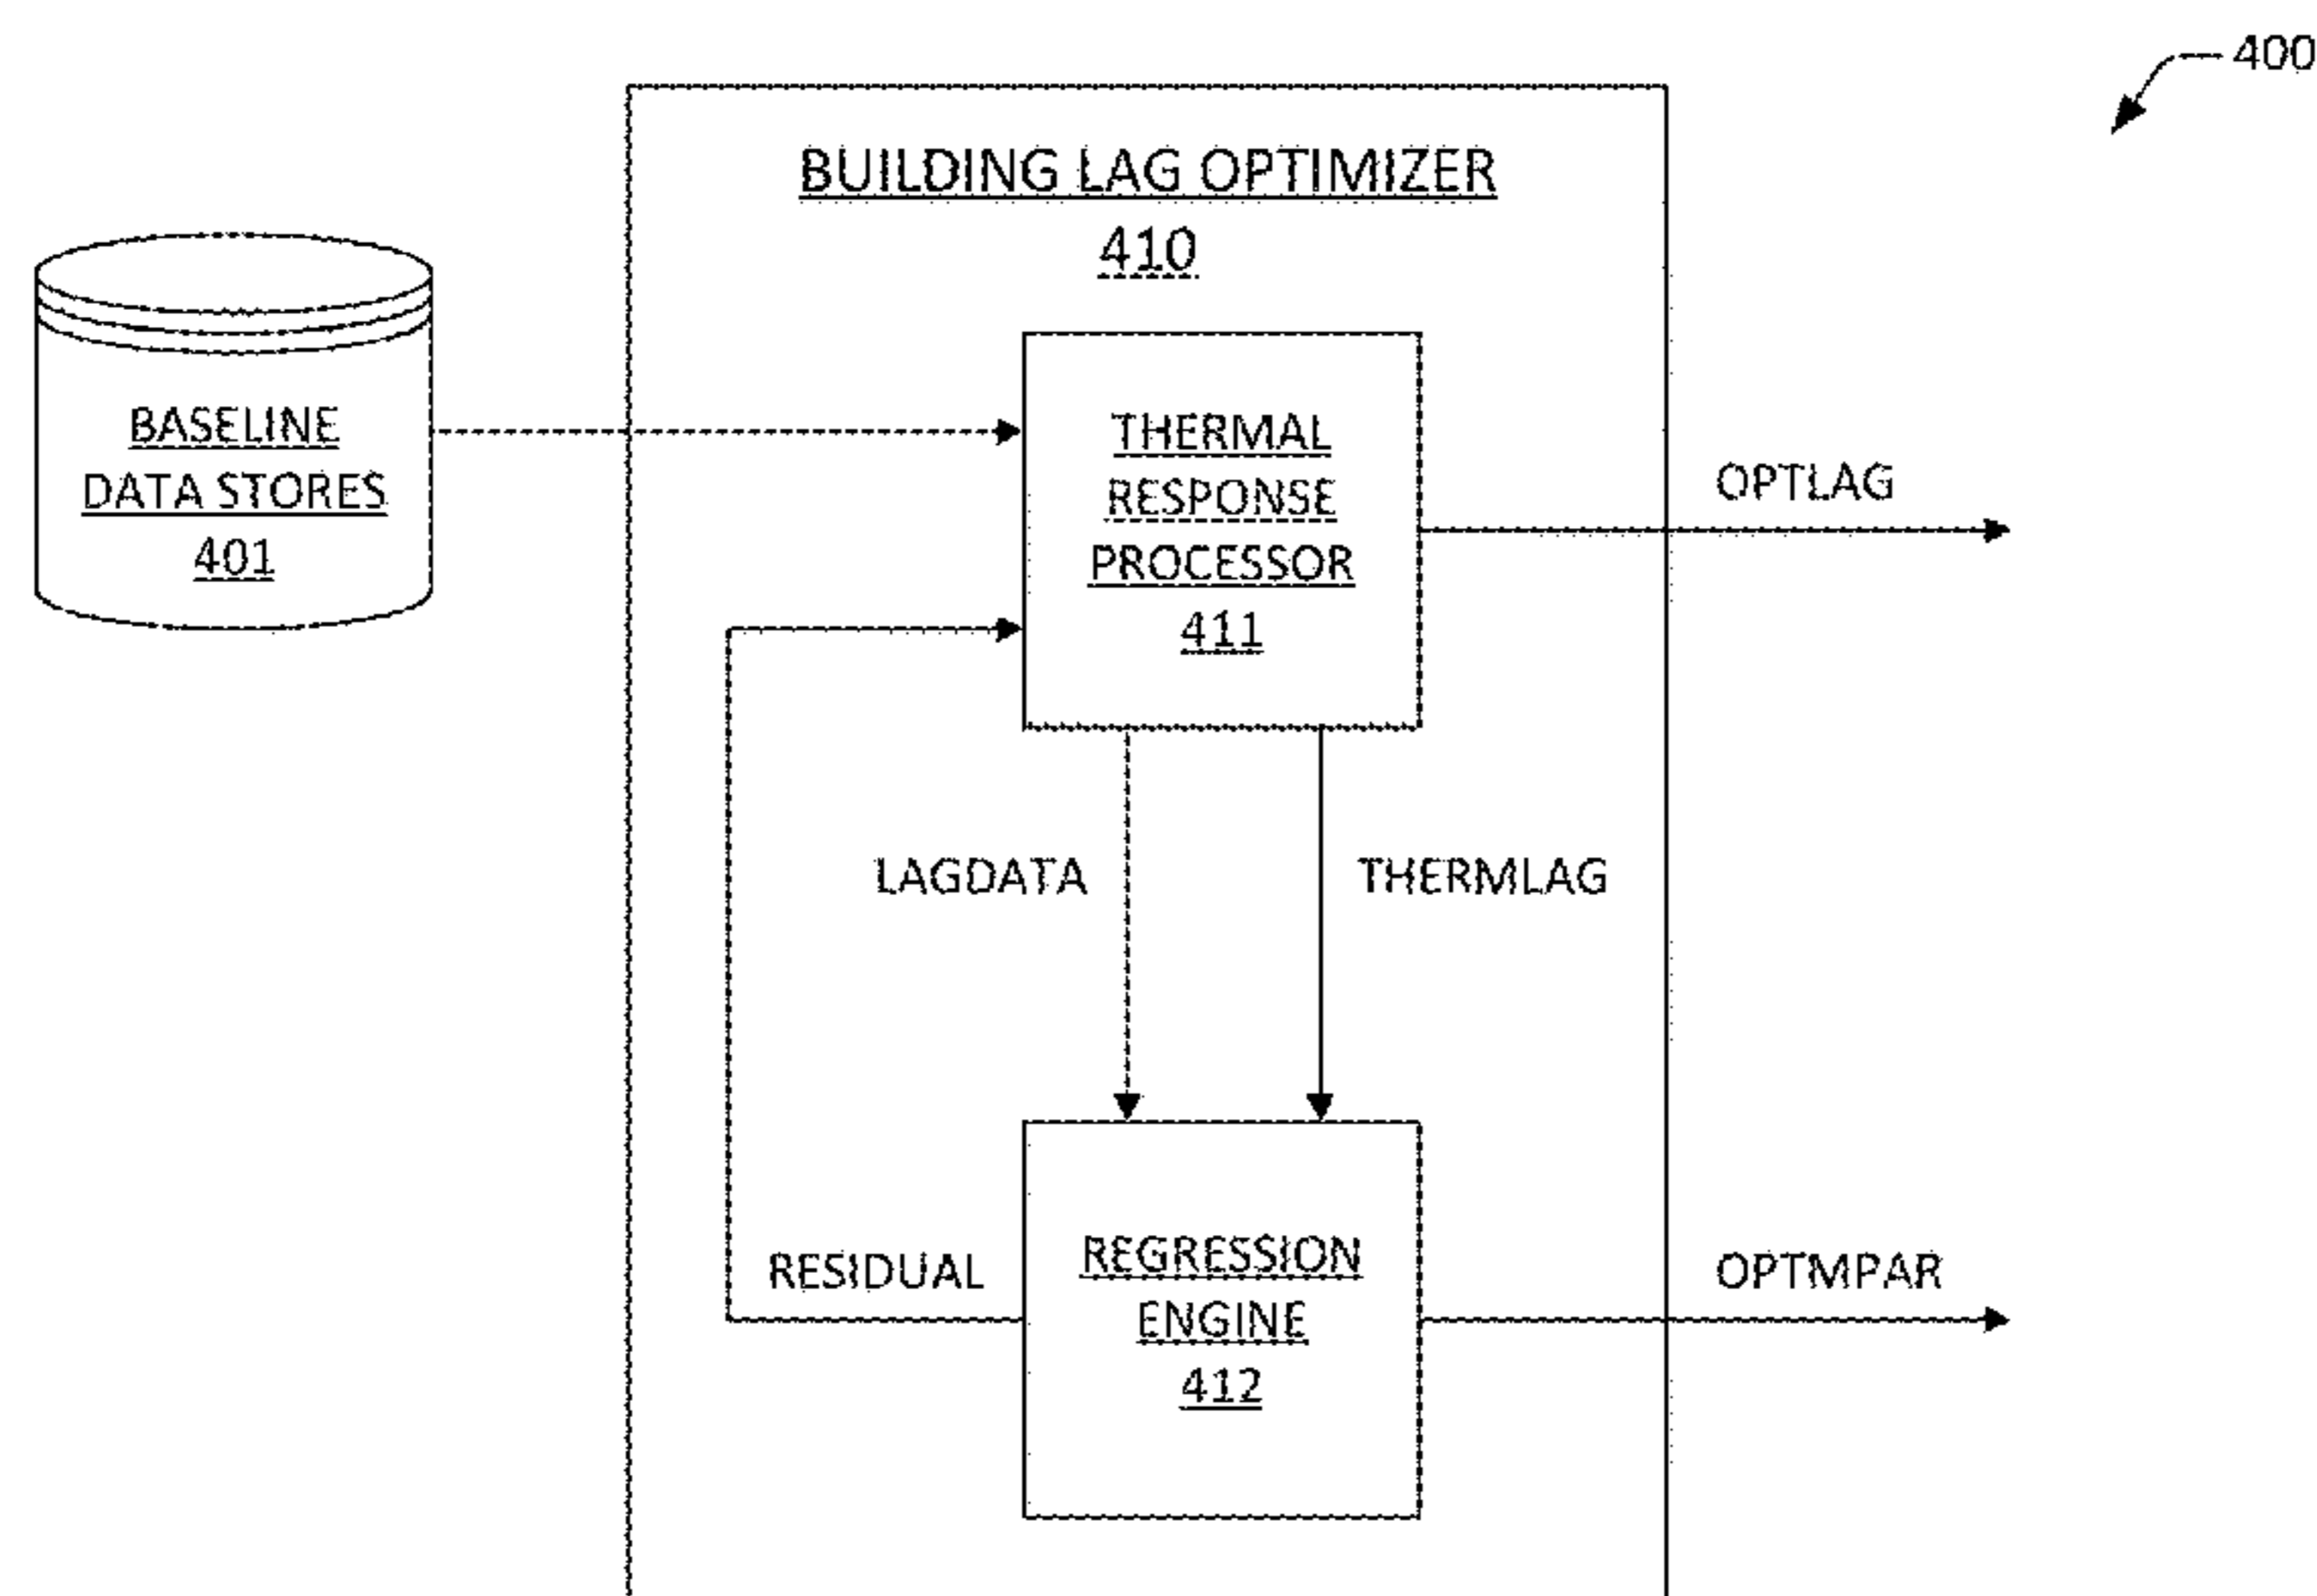 400
BUILDING LAG OPTIMIZER
410
BASELINE
DATA STORES
401
THERMAL
RESPONSE
PROCESSOR
411
OPTLAG
LAGDATA
THERMLAG
RESIDUAL
REGRESSION
ENGINE
412
OPTMPAR